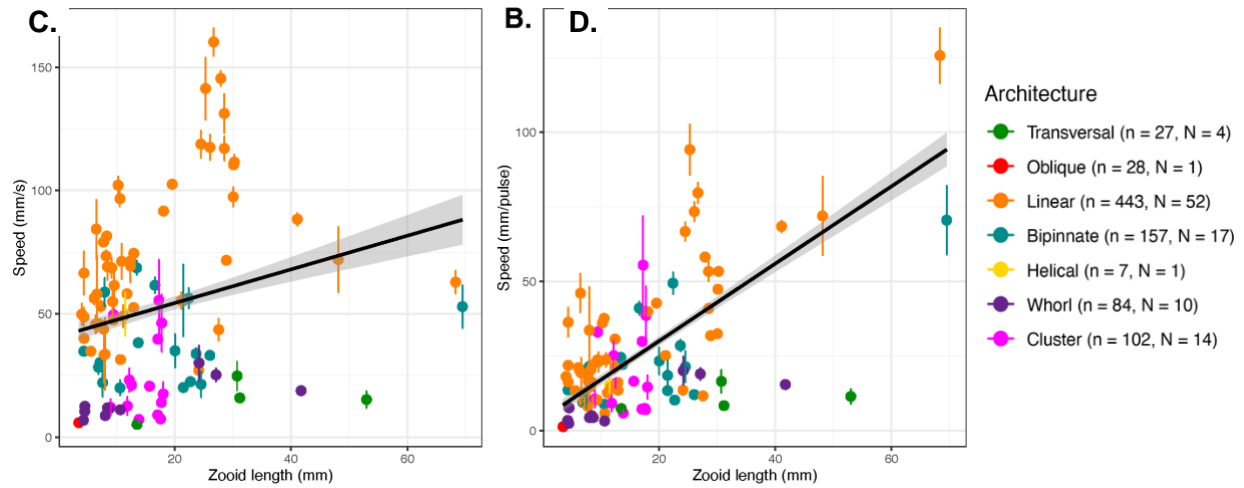 C.
B.
D.
Speed (mm/s)
150
100
50
0
20
40
60
Zooid length (mm)
Speed (mm/pulse)
100
50
0
20
40
60
Zooid length (mm)
Architecture
Transversal (n = 27, N = 4)
Oblique (n = 28, N = 1)
Linear (n = 443, N = 52)
Bipinnate (n = 157, N = 17)
Helical (n = 7, N = 1)
Whorl (n = 84, N = 10)
Cluster (n = 102, N = 14)